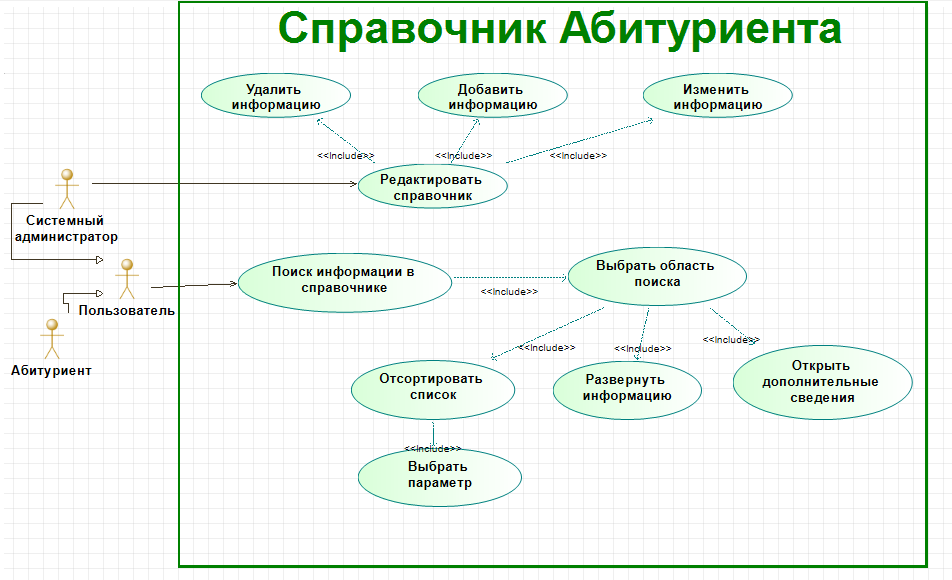 Справочник Абитуриента
Удалить
информацию
Добавить
информацию
Изменить
информацию
<<Include>>
<<Include>>
<<Include>>
Редактировать
справочник
Системный
администратор
Пользователь
Абитуриент
Поиск информации в
справочнике
<<Include>>
Выбрать область
поиска
<<Include>>
<<Include>>
<<Include>>
Отсортировать
список
Развернуть
информацию
Открыть
дополнительные
сведения
<<Include>>
Выбрать
параметр